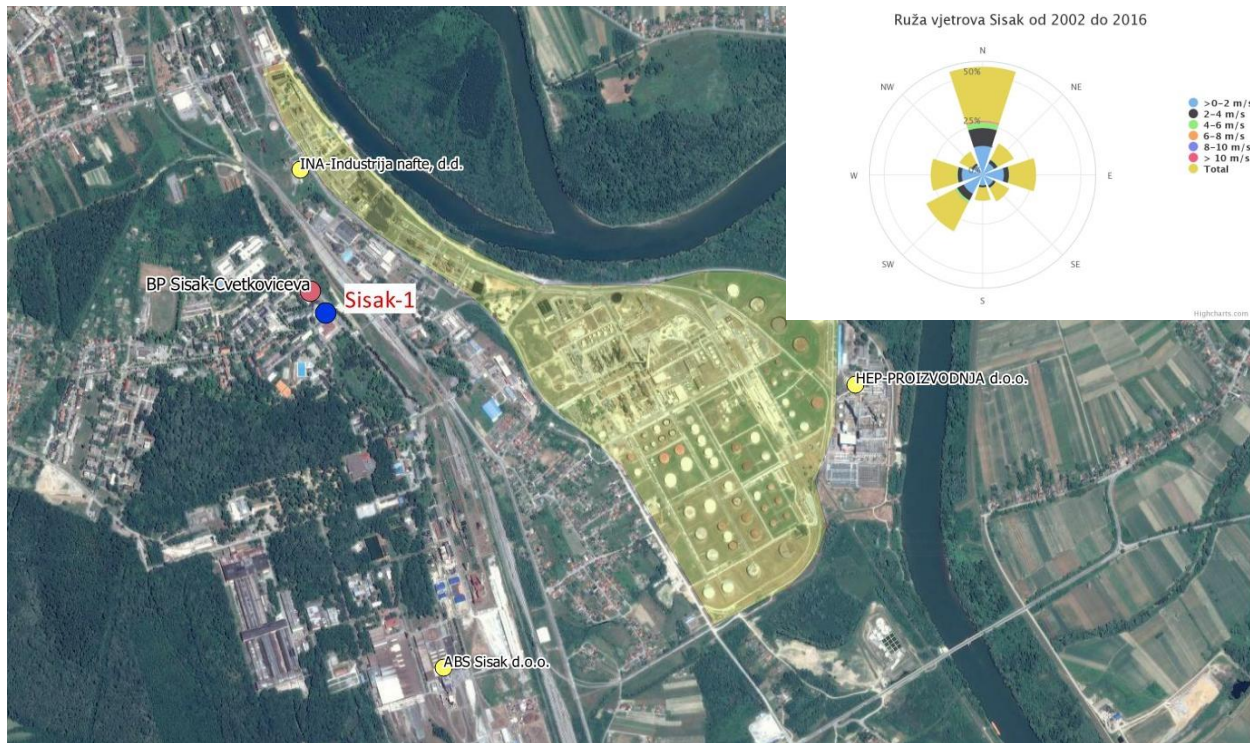 Ruža vjetrova Sisak od 2002 do 2016
N
NE
E
SE
S
SW
W
NW
50%
25%
>0-2 m/s
2-4 m/s
4-6 m/s
6-8 m/s
8-10 m/s
> 10 m/s
Total
Highcharts.com
INA-Industrija nafte, d.d.
BP Sisak-Cvetkoviceva
Sisak-1
HEP-PROIZVODNJA d.o.o.
ABS Sisak d.o.o.